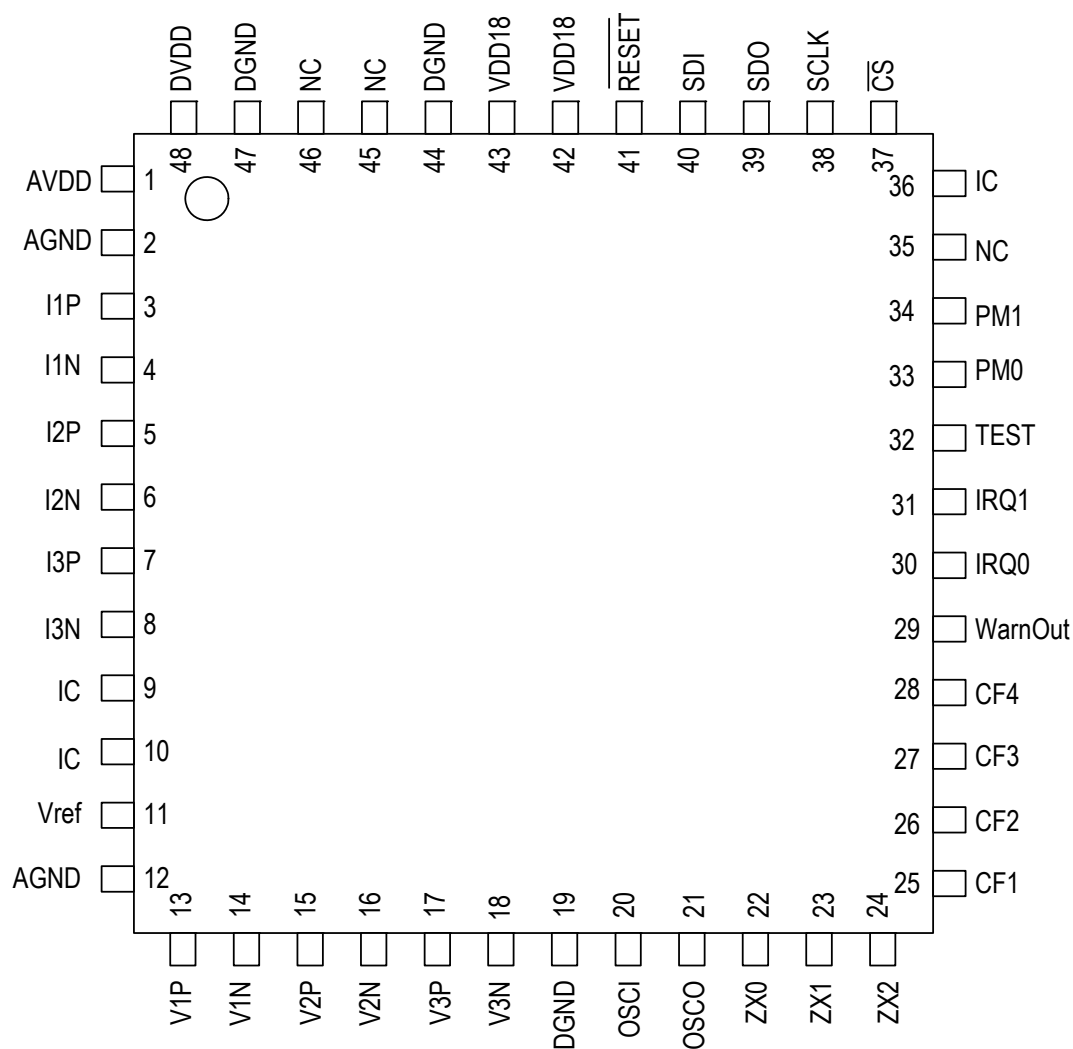 DVDD DGND NC NC DGND VDD18 VDD18 RESET SDI SDO SCLK CS
48 47 46 45 44 43 42 41 40 39 38 37
AVDD 1
AGND 2
I1P 3
I1N 4
I2P 5
I2N 6
I3P 7
I3N 8
IC 9
IC 10
Vref 11
AGND 12
36 IC
35 NC
34 PM1
33 PM0
32 TEST
31 IRQ1
30 IRQ0
29 WarnOut
28 CF4
27 CF3
26 CF2
25 CF1
13 14 15 16 17 18 19 20 21 22 23 24
V1P V1N V2P V2N V3P V3N DGND OSCI OSCO ZX0 ZX1 ZX2